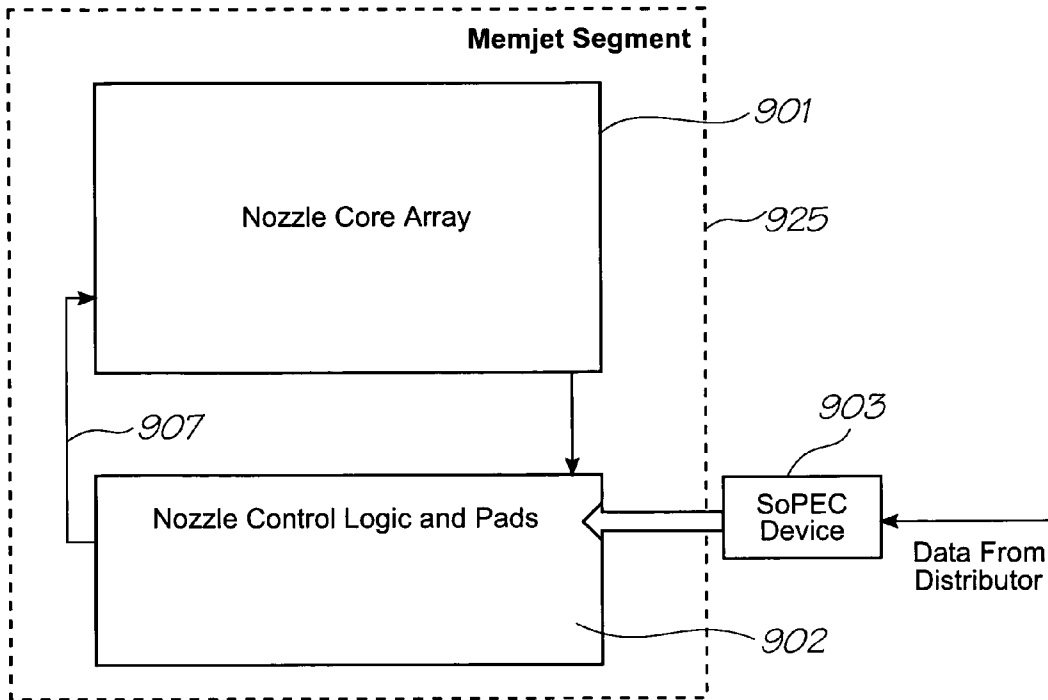 Memjet Segment
901
Nozzle Core Array
925
907
903
Nozzle Control Logic and Pads
SoPEC
Device
Data From
Distributor
902